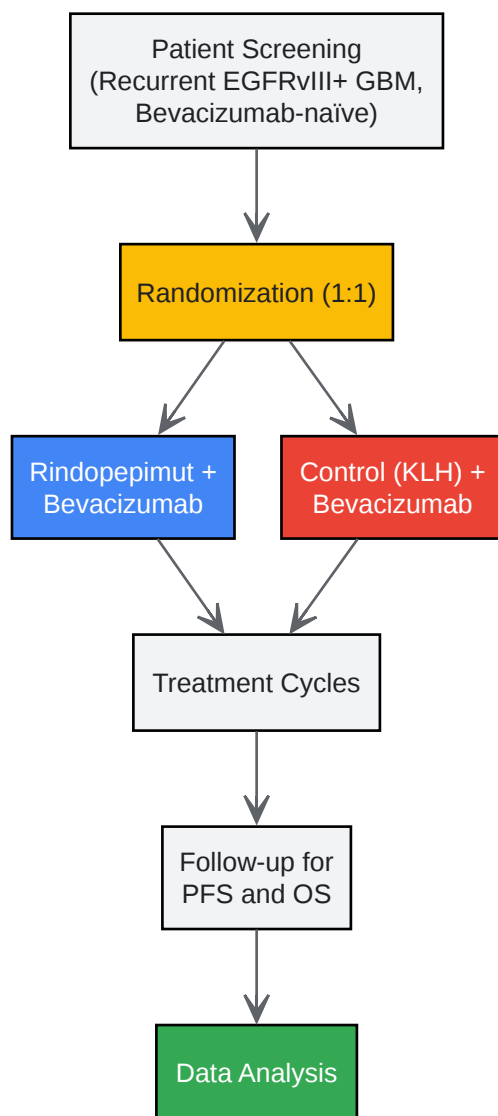 Patient Screening
(Recurrent EGFRvIII+ GBM,
Bevacizumab-naïve)
Randomization (1:1)
Rindopepimut +
Bevacizumab
Control (KLH) +
Bevacizumab
Treatment Cycles
Follow-up for
PFS and OS
Data Analysis